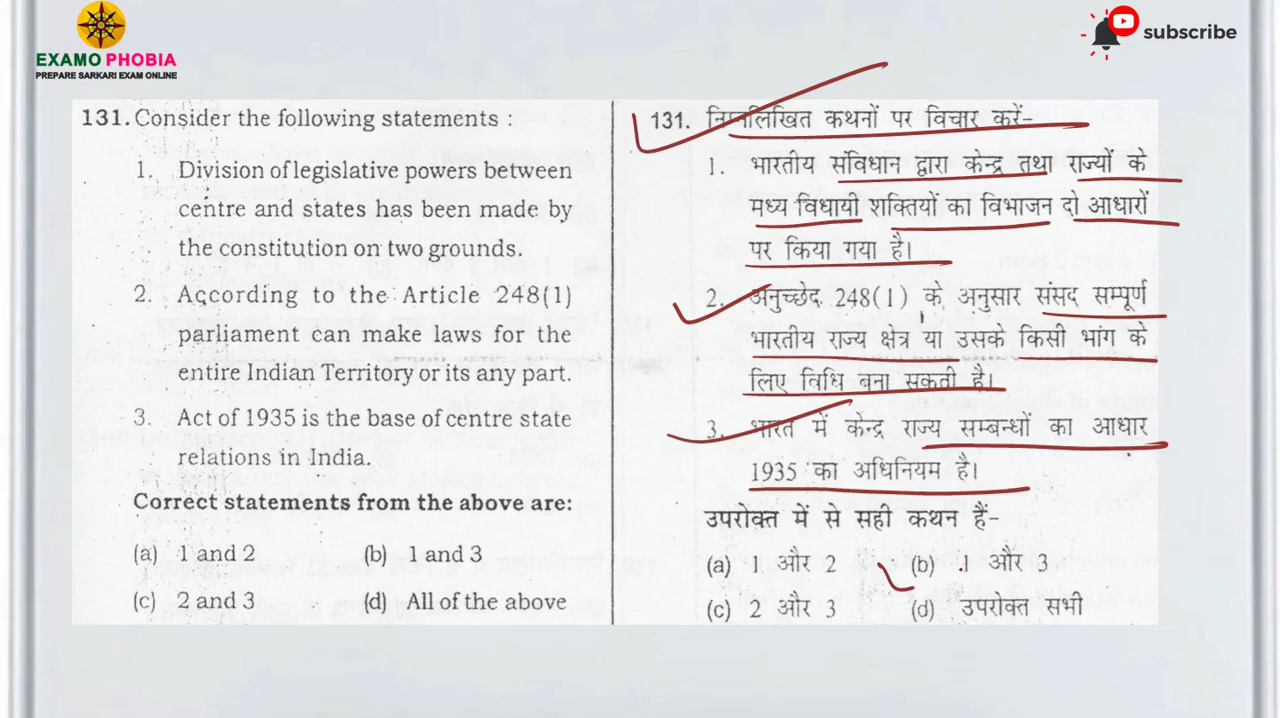 EXAMO PHOBIA
PREPARE SARKARI EXAM ONLINE
subscribe
131. Consider the following statements :
1. Division of legislative powers between
centre and states has been made by
the constitution on two grounds.
2. According to the Article 248(1)
parliament can make laws for the
entire Indian Territory or its any part.
3. Act of 1935 is the base of centre state
relations in India.
Correct statements from the above are:
(a) 1 and 2 (b) 1 and 3
(c) 2 and 3 (d) All of the above
131. निम्नलिखित कथनों पर विचार करें-
1. भारतीय संविधान द्वारा केन्द्र तथा राज्यों के
मध्य विधायी शक्तियों का विभाजन दो आधारों
पर किया गया है।
2. अनुच्छेद 248(1) के अनुसार संसद सम्पूर्ण
भारतीय राज्य क्षेत्र या उसके किसी भांग के
लिए विधि बना सकती है।
3. भारत में केन्द्र राज्य सम्बन्धों का आधार
1935 का अधिनियम है।
उपरोक्त में से सही कथन हैं-
(a) 1 और 2 (b) और 3
(c) 2 और 3 (d) उपरोक्त सभी